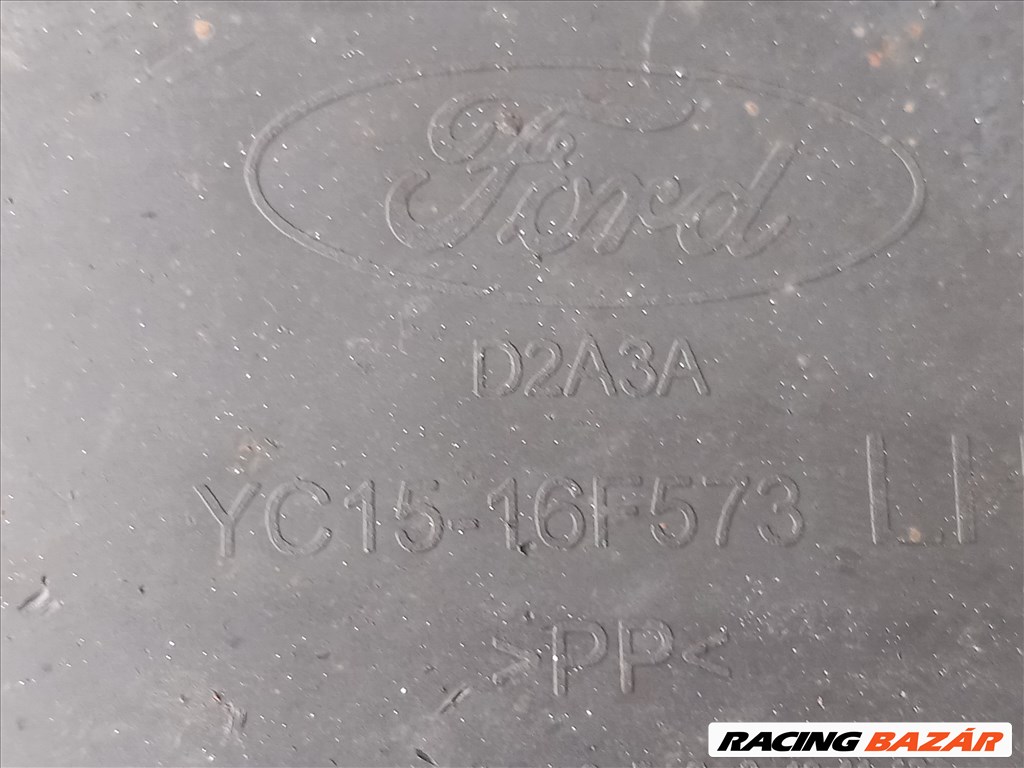 Ford
D2A3A
YC15-16F573
>PP<
RACING BAZÁR